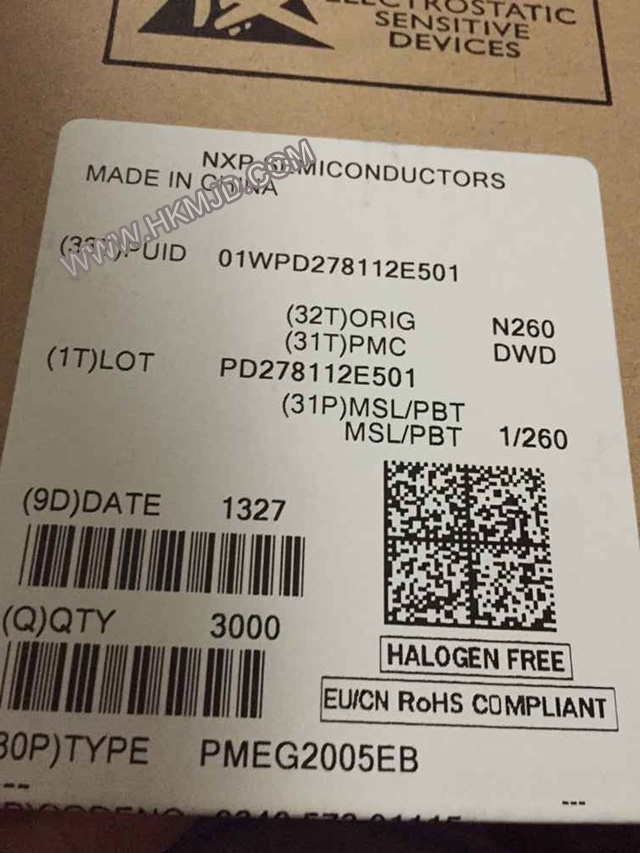 ELECTROSTATIC
SENSITIVE
DEVICES
NXP SEMICONDUCTORS
MADE IN CHINA
WWW.HKMJD.COM
(33T)PUID 01WPD278112E501
(32T)ORIG N260
(31T)PMC DWD
(1T)LOT PD278112E501
(31P)MSL/PBT
MSL/PBT 1/260
(9D)DATE 1327
(Q)QTY 3000
HALOGEN FREE
EU/CN RoHS COMPLIANT
30P)TYPE PMEG2005EB
--- ---